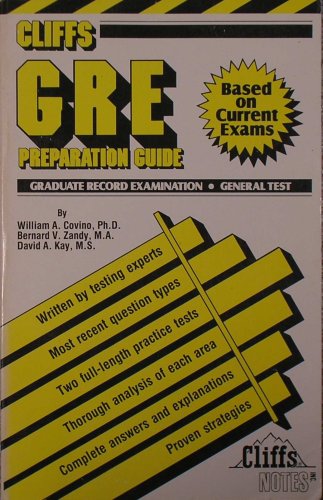 CLIFFS
GRE
PREPARATION GUIDE
Based
on
Current
Exams
GRADUATE RECORD EXAMINATION • GENERAL TEST
By
William A. Covino, Ph.D.
Bernard V. Zandy, M.A.
David A. Kay, M.S.
Written by testing experts
Most recent question types
Two full-length practice tests
Thorough analysis of each area
Complete answers and explanations
Proven strategies
Cliffs
NOTES INC